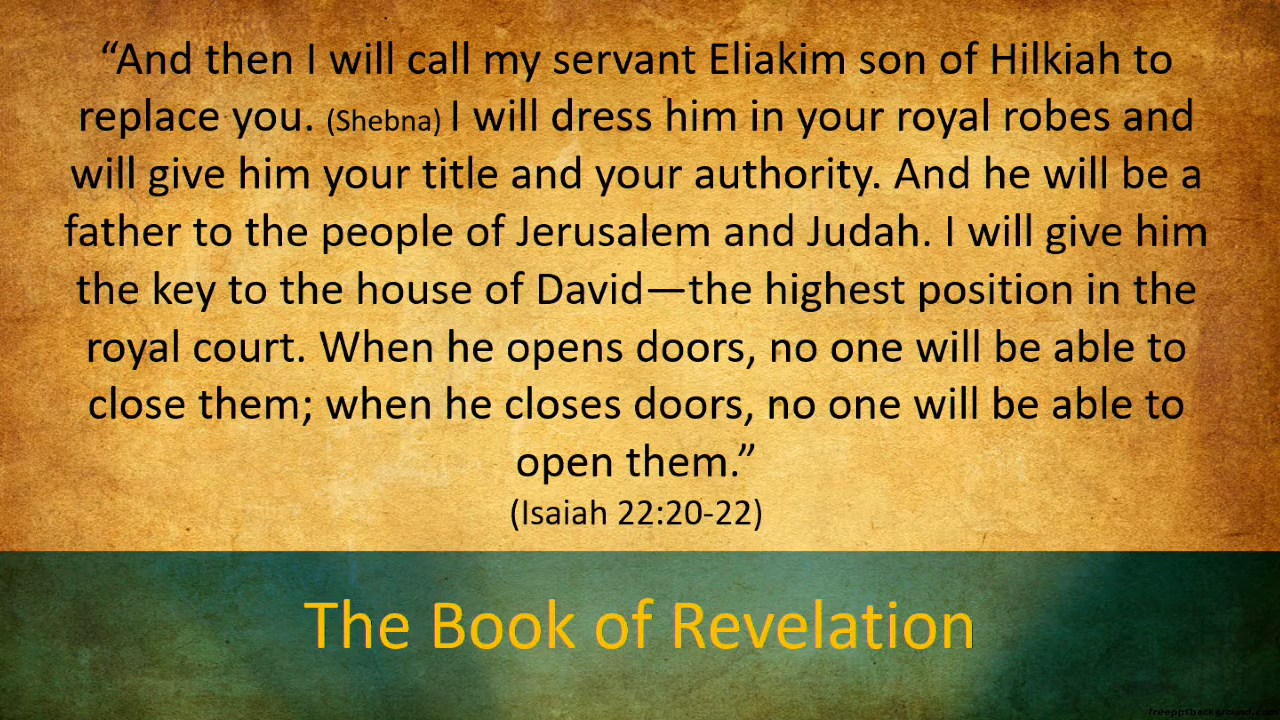 “And then I will call my servant Eliakim son of Hilkiah to
replace you. (Shebna) I will dress him in your royal robes and
will give him your title and your authority. And he will be a
father to the people of Jerusalem and Judah. I will give him
the key to the house of David—the highest position in the
royal court. When he opens doors, no one will be able to
close them; when he closes doors, no one will be able to
open them.”
(Isaiah 22:20-22)
The Book of Revelation
freepptbackground.com